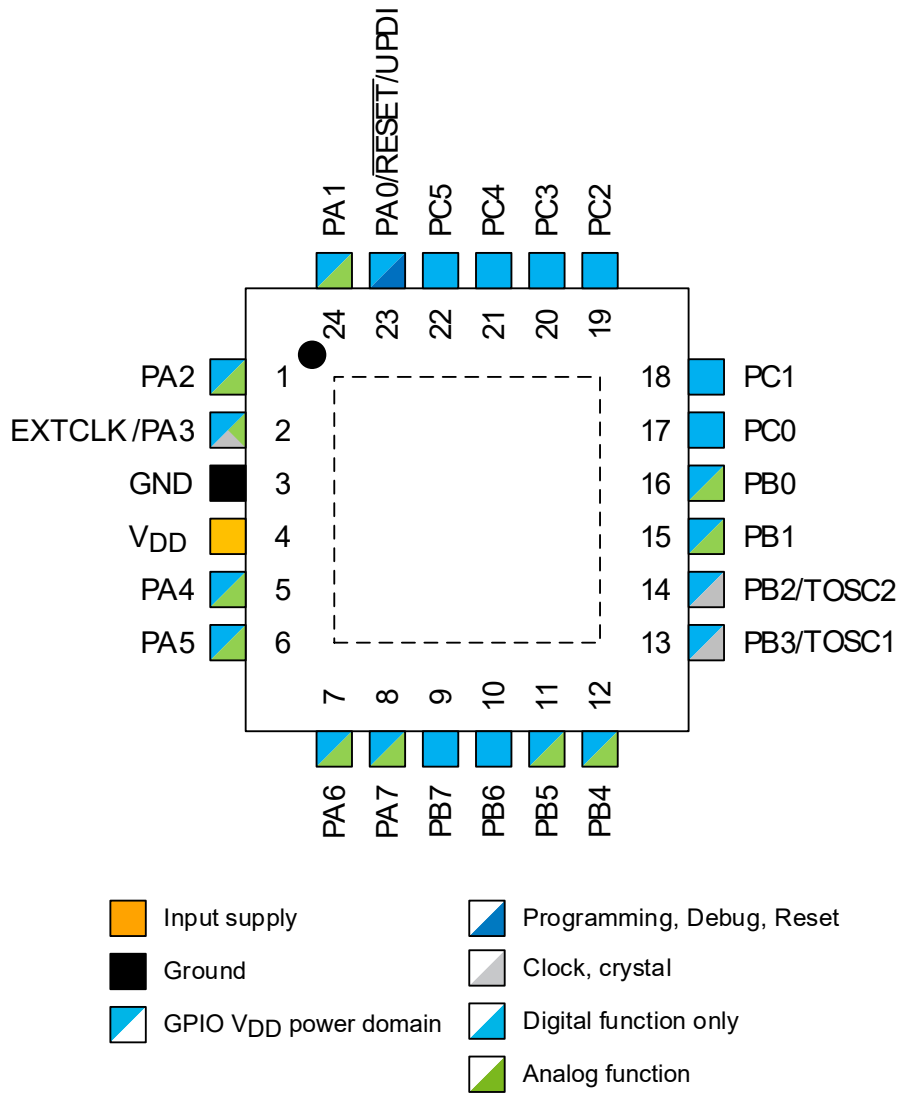 PA1
PA0/RESET/UPDI
PC5
PC4
PC3
PC2
24
23
22
21
20
19
PA2 1
EXTCLK/PA3 2
GND 3
VDD 4
PA4 5
PA5 6
18 PC1
17 PC0
16 PB0
15 PB1
14 PB2/TOSC2
13 PB3/TOSC1
7
8
9
10
11
12
PA6
PA7
PB7
PB6
PB5
PB4
Input supply
Ground
GPIO VDD power domain
Programming, Debug, Reset
Clock, crystal
Digital function only
Analog function